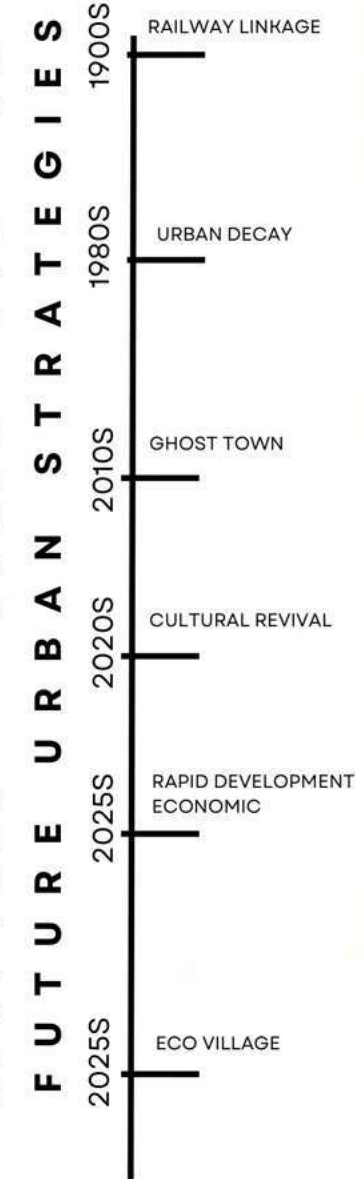 FUTURE URBAN STRATEGIES
1900S
RAILWAY LINKAGE
1980S
URBAN DECAY
2010S
GHOST TOWN
2020S
CULTURAL REVIVAL
2025S
RAPID DEVELOPMENT
ECONOMIC
2025S
ECO VILLAGE